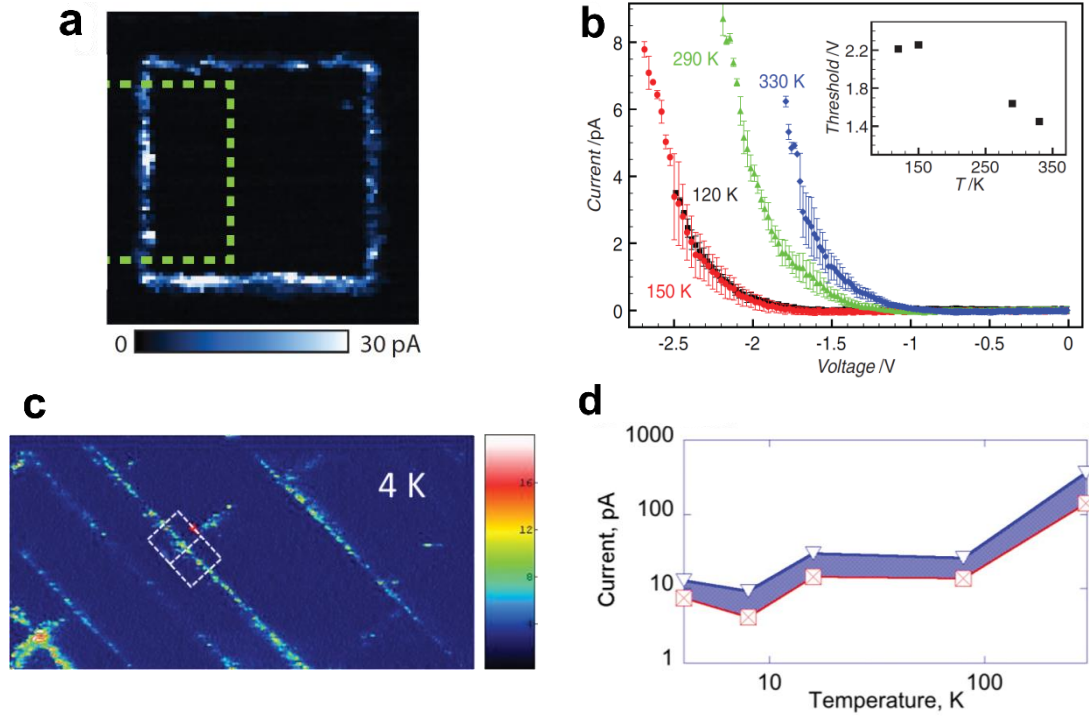 a
0 30 pA
b
Current /pA
8
6
4
2
0
290 K
330 K
120 K
150 K
-2.5 -2 -1.5 -1 -0.5 0
Voltage /V
Threshold /V
2.2
1.8
1.4
150 250 350
T /K
c
4 K
16
12
8
4
d
Current, pA
1000
100
10
1
10 100
Temperature, K